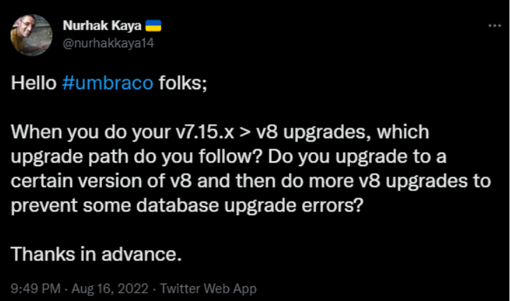 Nurhak Kaya 🇺🇦
@nurhakkaya14
Hello #umbraco folks;
When you do your v7.15.x > v8 upgrades, which
upgrade path do you follow? Do you upgrade to a
certain version of v8 and then do more v8 upgrades to
prevent some database upgrade errors?
Thanks in advance.
9:49 PM · Aug 16, 2022 · Twitter Web App